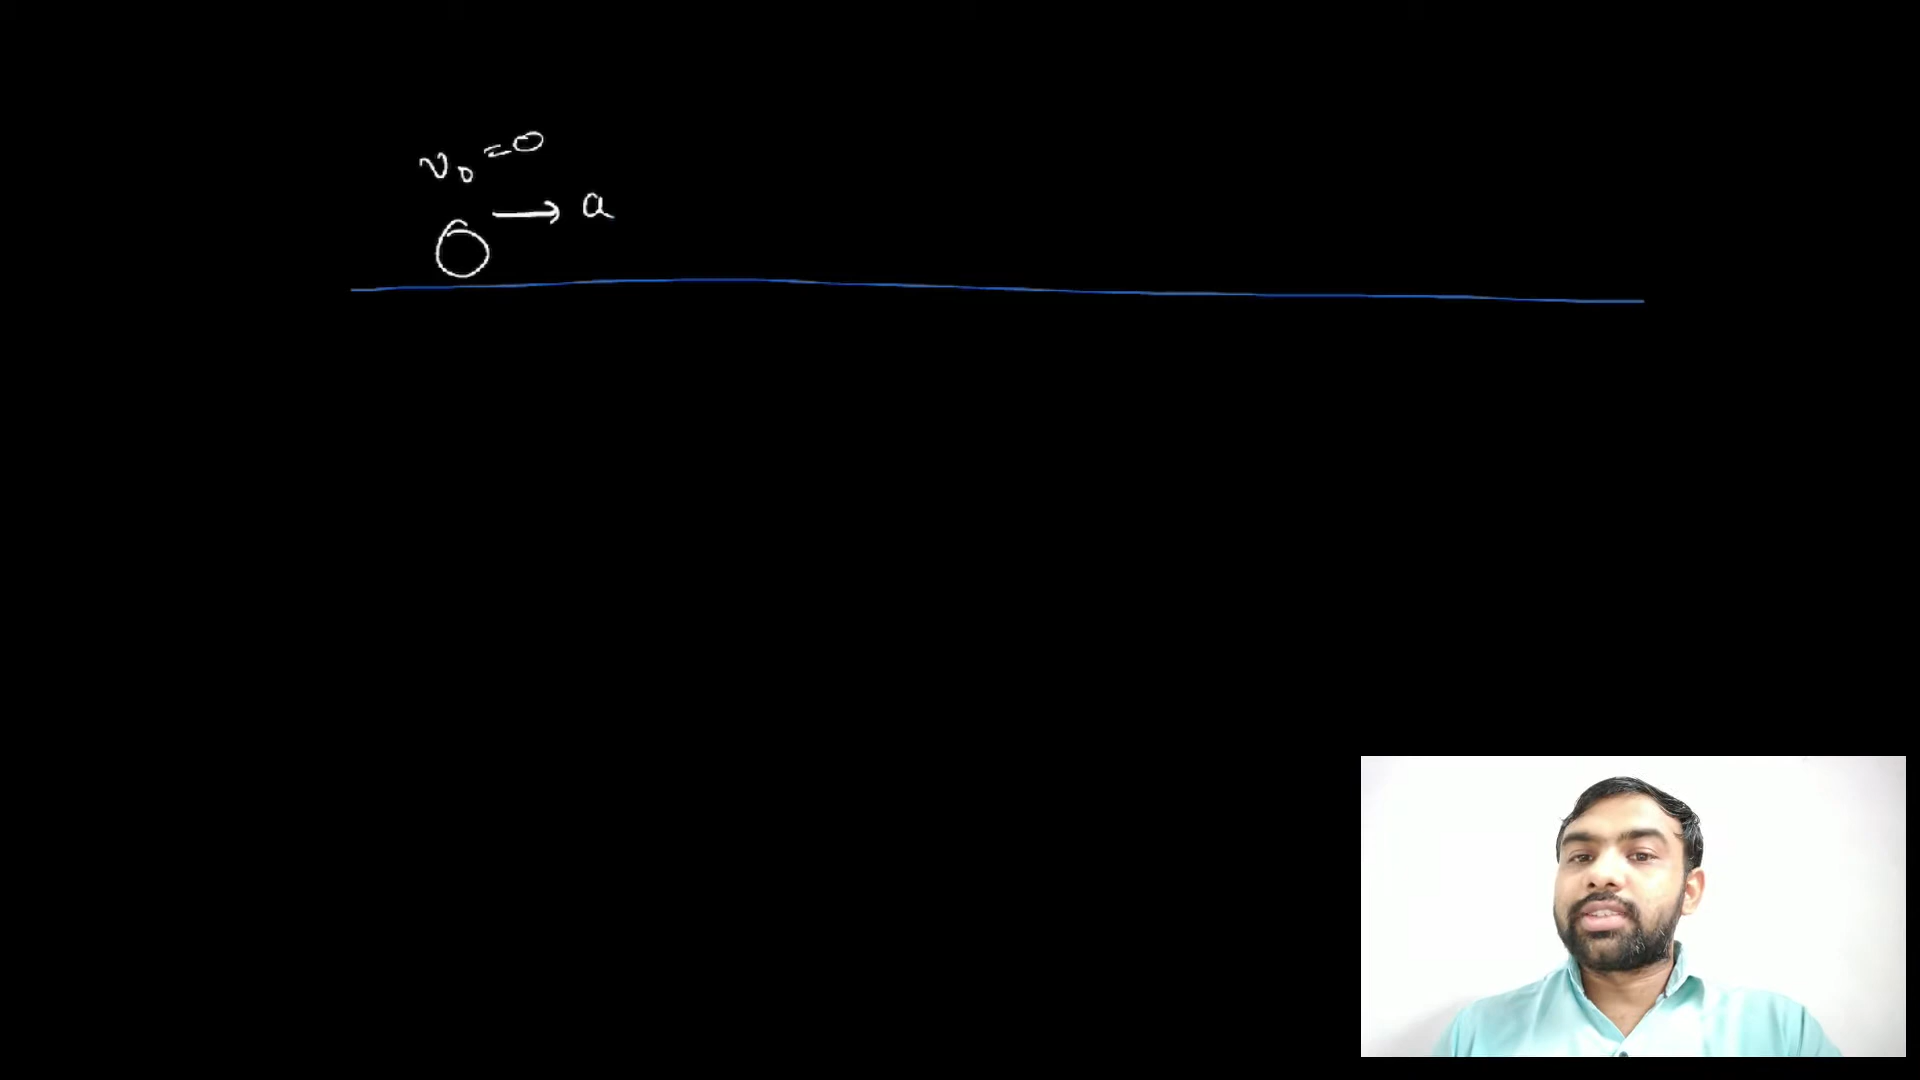 v₀ = 0
a